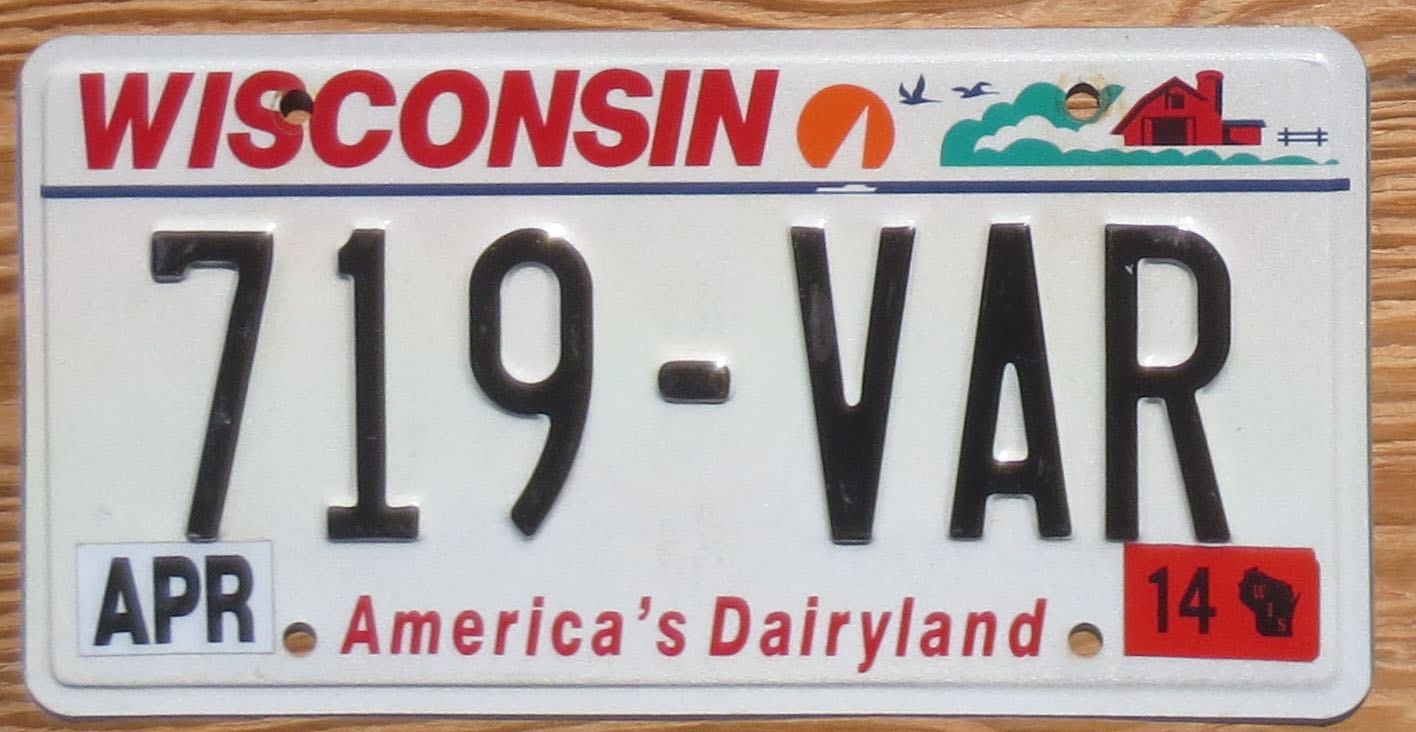 WISCONSIN
719-VAR
APR
America's Dairyland
14
WIS